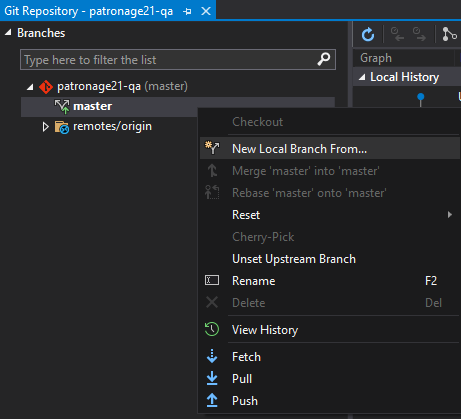 Git Repository - patronage21-qa
Branches
Type here to filter the list
Graph
Local History
patronage21-qa (master)
master
remotes/origin
Checkout
New Local Branch From...
Merge 'master' into 'master'
Rebase 'master' onto 'master'
Reset
Cherry-Pick
Unset Upstream Branch
Rename F2
Delete Del
View History
Fetch
Pull
Push